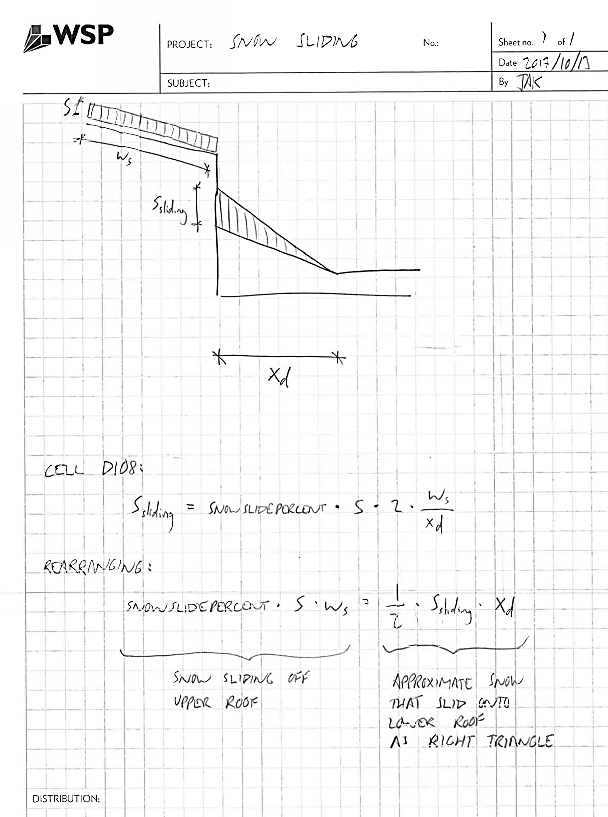 WSP
PROJECT: SNOW SLIDING No.: Sheet no. 1 of 1
Date 2017/10/13
SUBJECT: By JAK
S
Ws
Ssliding
Xd
CELL D108:
Ssliding = SNOWSLIDEPERCENT · S · 2 · Ws/Xd
REARRANGING:
SNOWSLIDEPERCENT · S · Ws = 1/2 · Ssliding · Xd
SNOW SLIDING OFF
UPPER ROOF
APPROXIMATE SNOW
THAT SLID ONTO
LOWER ROOF
AS RIGHT TRIANGLE
DISTRIBUTION: